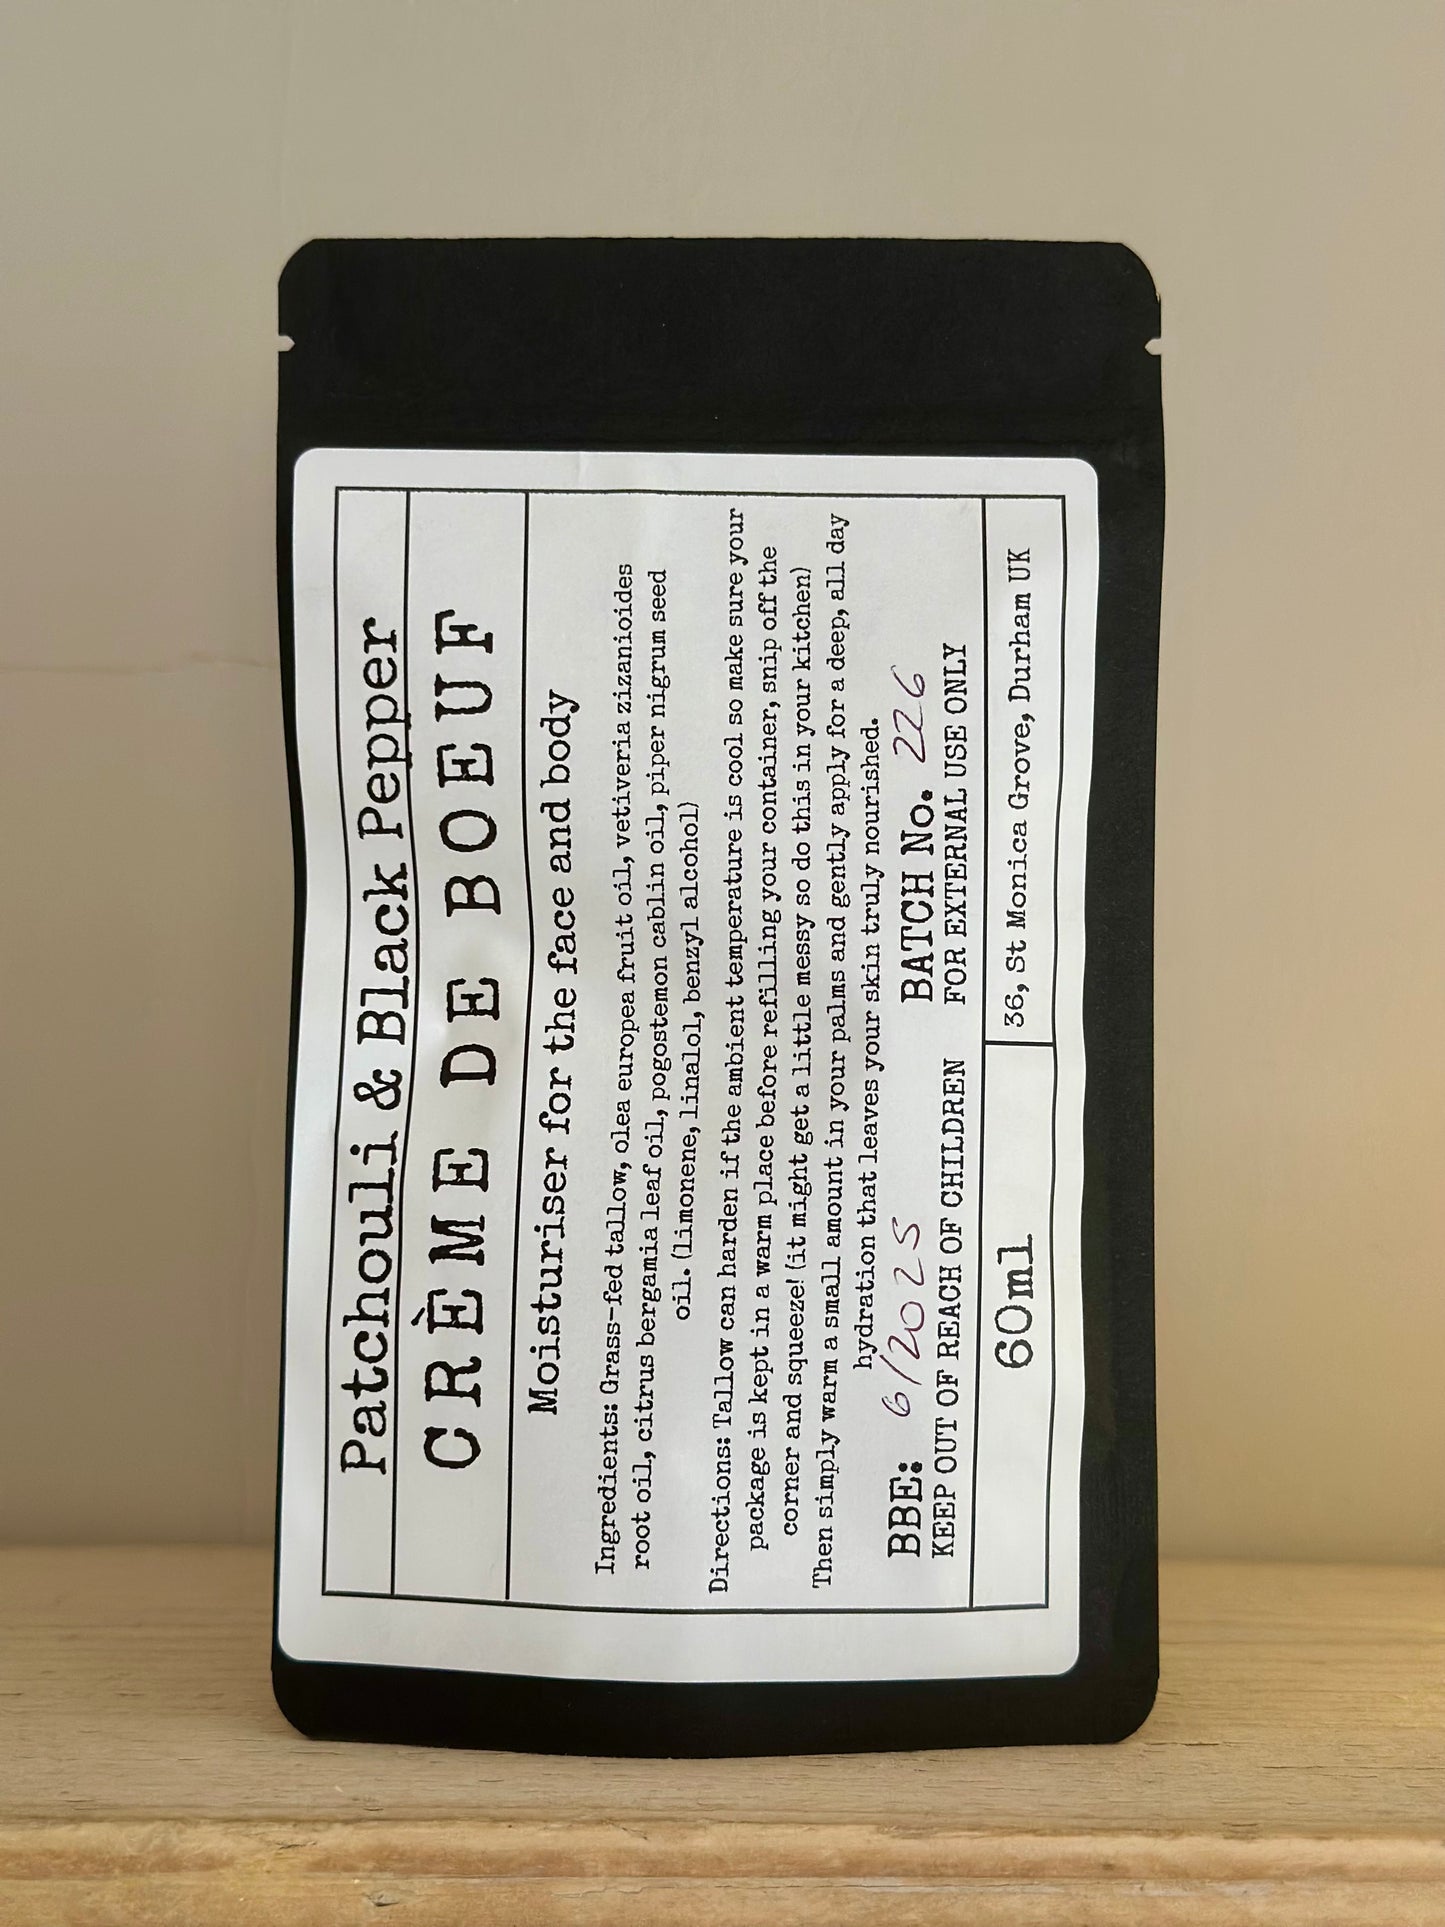 Patchouli & Black Pepper
CRÈME DE BOEUF
Moisturiser for the face and body
Ingredients: Grass-fed tallow, olea europea fruit oil, vetiveria zizanioides
root oil, citrus bergamia leaf oil, pogostemon cablin oil, piper nigrum seed
oil. (limonene, linalol, benzyl alcohol)
Directions: Tallow can harden if the ambient temperature is cool so make sure your
package is kept in a warm place before refilling your container, snip off the
corner and squeeze! (it might get a little messy so do this in your kitchen)
Then simply warm a small amount in your palms and gently apply for a deep, all day
hydration that leaves your skin truly nourished.
BBE: 6/2025 BATCH No. 226
KEEP OUT OF REACH OF CHILDREN FOR EXTERNAL USE ONLY
60ml 36, St Monica Grove, Durham UK